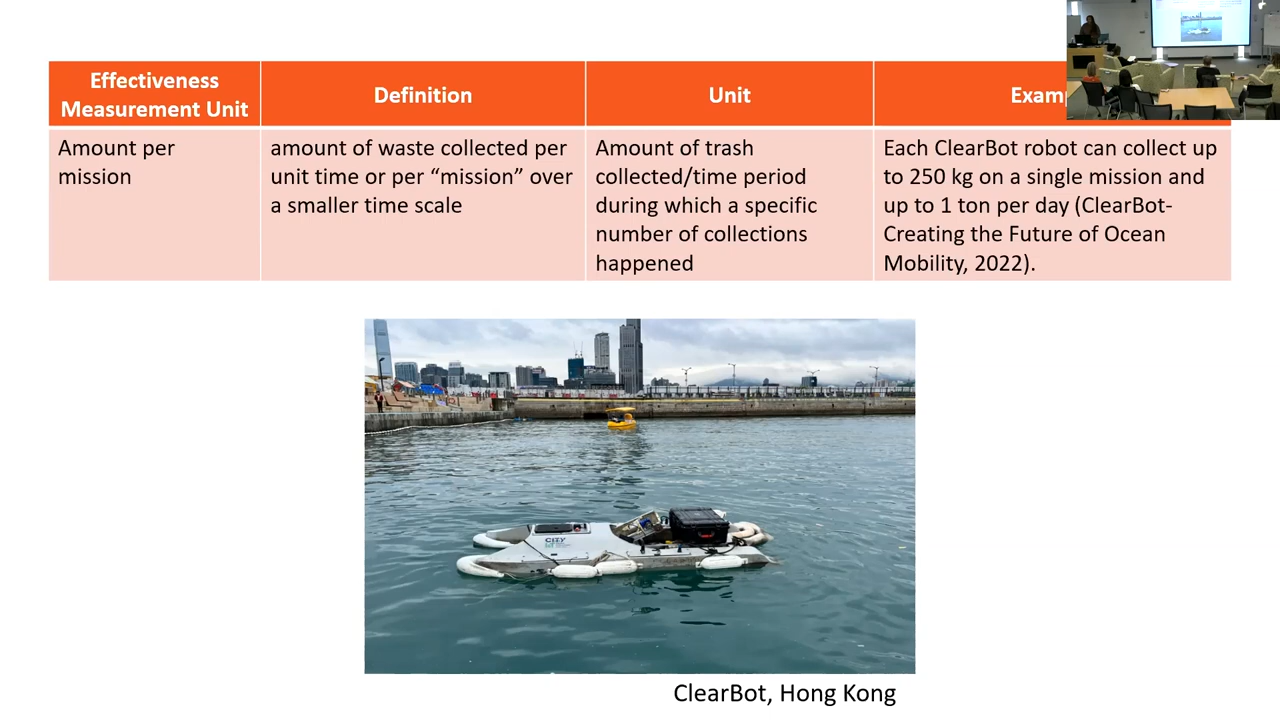 Effectiveness
Measurement Unit
Definition
Unit
Amount per
mission
amount of waste collected per
unit time or per “mission” over
a smaller time scale
Amount of trash
collected/time period
during which a specific
number of collections
happened
Each ClearBot robot can collect up
to 250 kg on a single mission and
up to 1 ton per day (ClearBot-
Creating the Future of Ocean
Mobility, 2022).
CITY
ClearBot, Hong Kong